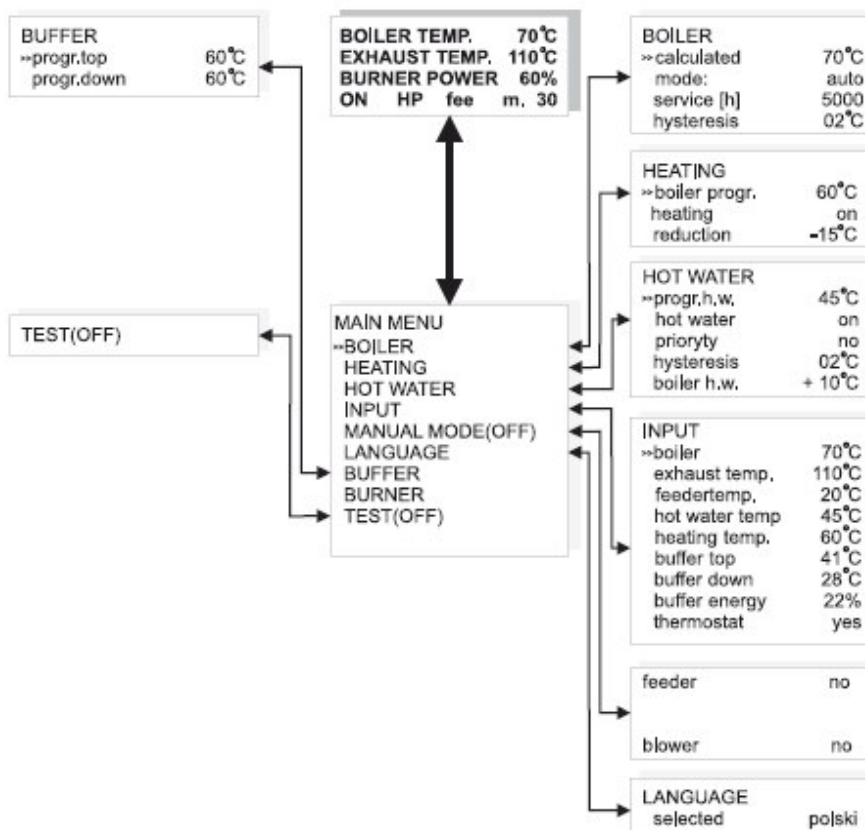 BUFFER
»progr.top 60°C
progr.down 60°C
BOILER TEMP. 70°C
EXHAUST TEMP. 110°C
BURNER POWER 60%
ON HP fee m. 30
BOILER
»calculated 70°C
mode: auto
service [h] 5000
hysteresis 02°C
HEATING
»boiler progr. 60°C
heating on
reduction -15°C
HOT WATER
»progr.h.w. 45°C
hot water on
prioryty no
hysteresis 02°C
boiler h.w. + 10°C
TEST(OFF)
MAIN MENU
»BOILER
HEATING
HOT WATER
INPUT
MANUAL MODE(OFF)
LANGUAGE
BUFFER
BURNER
TEST(OFF)
INPUT
»boiler 70°C
exhaust temp. 110°C
feedertemp. 20°C
hot water temp 45°C
heating temp. 60°C
buffer top 41°C
buffer down 28°C
buffer energy 22%
thermostat yes
feeder no
blower no
LANGUAGE
selected polski